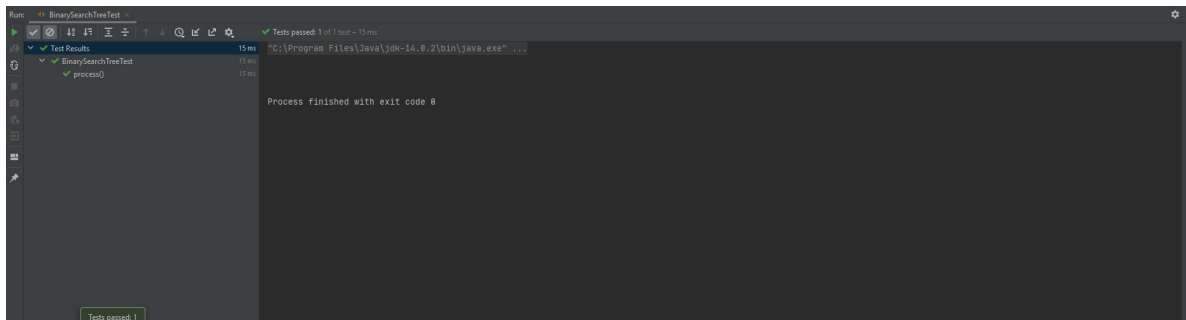 Run: BinarySearchTreeTest
Tests passed: 1 of 1 test – 15 ms
Test Results 15 ms
BinarySearchTreeTest 15 ms
process() 15 ms
"C:\Program Files\Java\jdk-14.0.2\bin\java.exe" ...
Process finished with exit code 0
Tests passed: 1